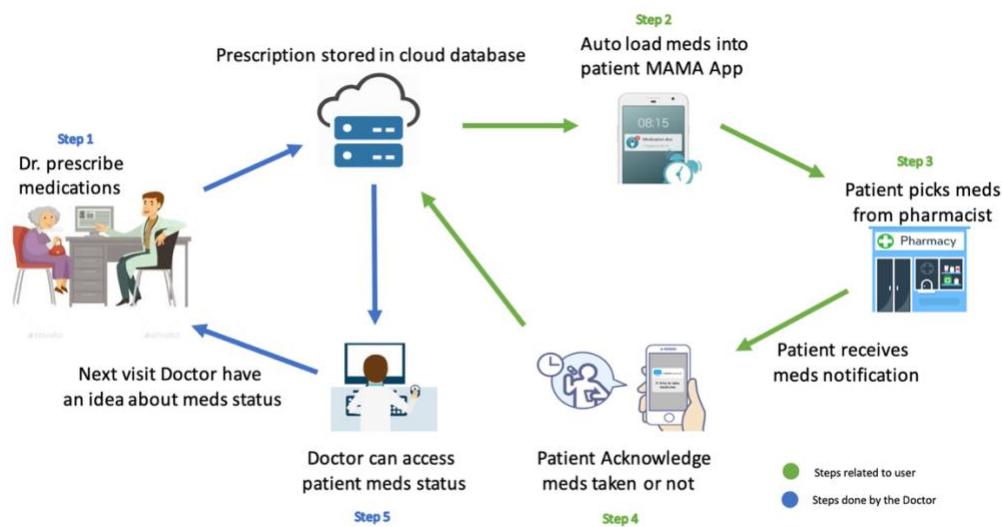 Step 2
Auto load meds into
patient MAMA App
Prescription stored in cloud database
08:15
Medication due
Step 1
Dr. prescribe
medications
Step 3
Patient picks meds
from pharmacist
Pharmacy
Patient receives
meds notification
Next visit Doctor have
an idea about meds status
Doctor can access
patient meds status
Step 5
Patient Acknowledge
meds taken or not
Step 4
Steps related to user
Steps done by the Doctor